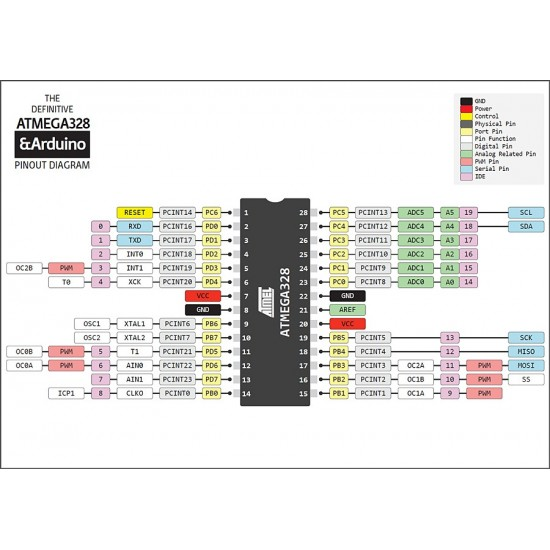 THE
DEFINITIVE
ATMEGA328
&Arduino
PINOUT DIAGRAM
GND
Power
Control
Physical Pin
Port Pin
Pin Function
Digital Pin
Analog Related Pin
PWM Pin
Serial Pin
IDE
RESET PCINT14 PC6 1 28 PC5 PCINT13 ADC5 A5 19 SCL
0 RXD PCINT16 PD0 2 27 PC4 PCINT12 ADC4 A4 18 SDA
1 TXD PCINT17 PD1 3 26 PC3 PCINT11 ADC3 A3 17
2 INT0 PCINT18 PD2 4 25 PC2 PCINT10 ADC2 A2 16
OC2B PWM 3 INT1 PCINT19 PD3 5 24 PC1 PCINT9 ADC1 A1 15
T0 4 XCK PCINT20 PD4 6 23 PC0 PCINT8 ADC0 A0 14
VCC 7 22 GND
GND 8 21 AREF
OSC1 XTAL1 PCINT6 PB6 9 20 VCC
OSC2 XTAL2 PCINT7 PB7 10 19 PB5 PCINT5 13 SCK
OC0B PWM 5 T1 PCINT21 PD5 11 18 PB4 PCINT4 12 MISO
OC0A PWM 6 AIN0 PCINT22 PD6 12 17 PB3 PCINT3 OC2A 11 PWM MOSI
7 AIN1 PCINT23 PD7 13 16 PB2 PCINT2 OC1B 10 PWM SS
ICP1 8 CLKO PCINT0 PB0 14 15 PB1 PCINT1 OC1A 9 PWM
ATMEL
ATMEGA328